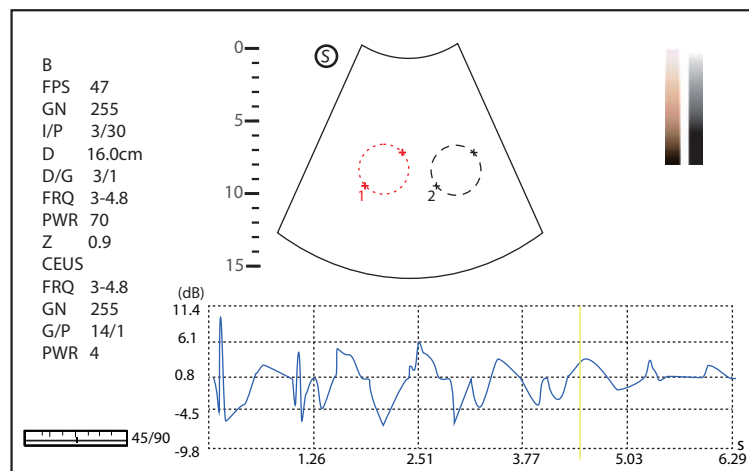 B
FPS 47
GN 255
I/P 3/30
D 16.0cm
D/G 3/1
FRQ 3-4.8
PWR 70
Z 0.9
CEUS
FRQ 3-4.8
GN 255
G/P 14/1
PWR 4
45/90
0
5
10
15
S
1
2
(dB)
11.4
6.1
0.8
-4.5
-9.8
1.26
2.51
3.77
5.03
6.29
s